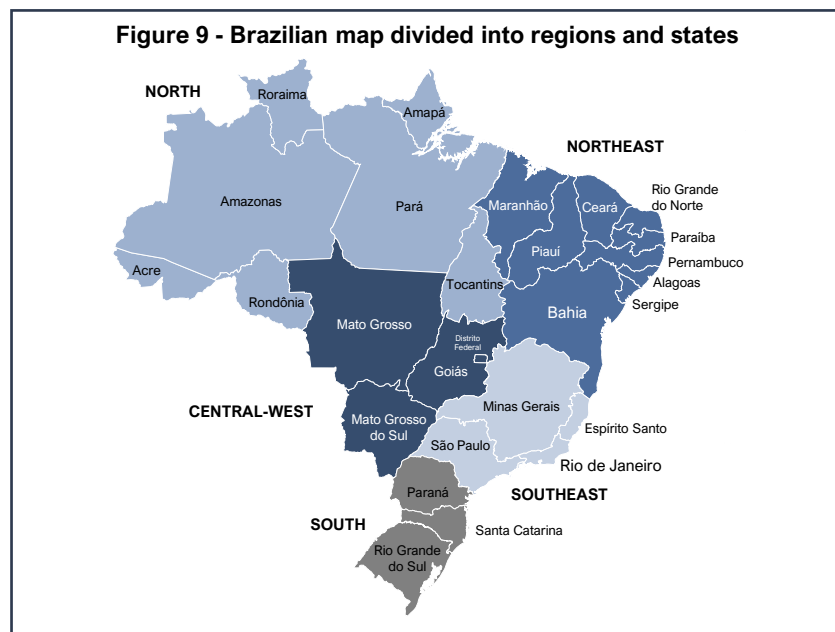 Figure 9 - Brazilian map divided into regions and states
NORTH
Roraima
Amapá
NORTHEAST
Amazonas
Pará
Maranhão
Ceará
Rio Grande
do Norte
Piauí
Paraíba
Pernambuco
Acre
Rondônia
Tocantins
Alagoas
Sergipe
Mato Grosso
Bahia
Distrito
Federal
Goiás
CENTRAL-WEST
Mato Grosso
do Sul
Minas Gerais
Espírito Santo
São Paulo
Rio de Janeiro
Paraná
SOUTHEAST
SOUTH
Santa Catarina
Rio Grande
do Sul